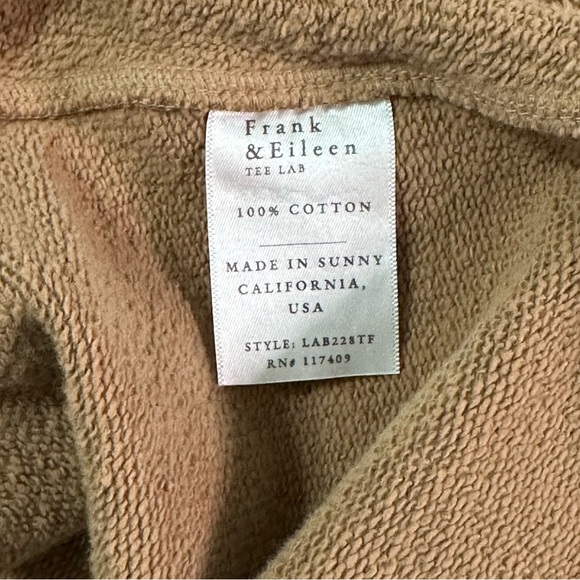 Frank
& Eileen
TEE LAB
100% COTTON
MADE IN SUNNY
CALIFORNIA,
USA
STYLE: LAB228TF
RN# 117409